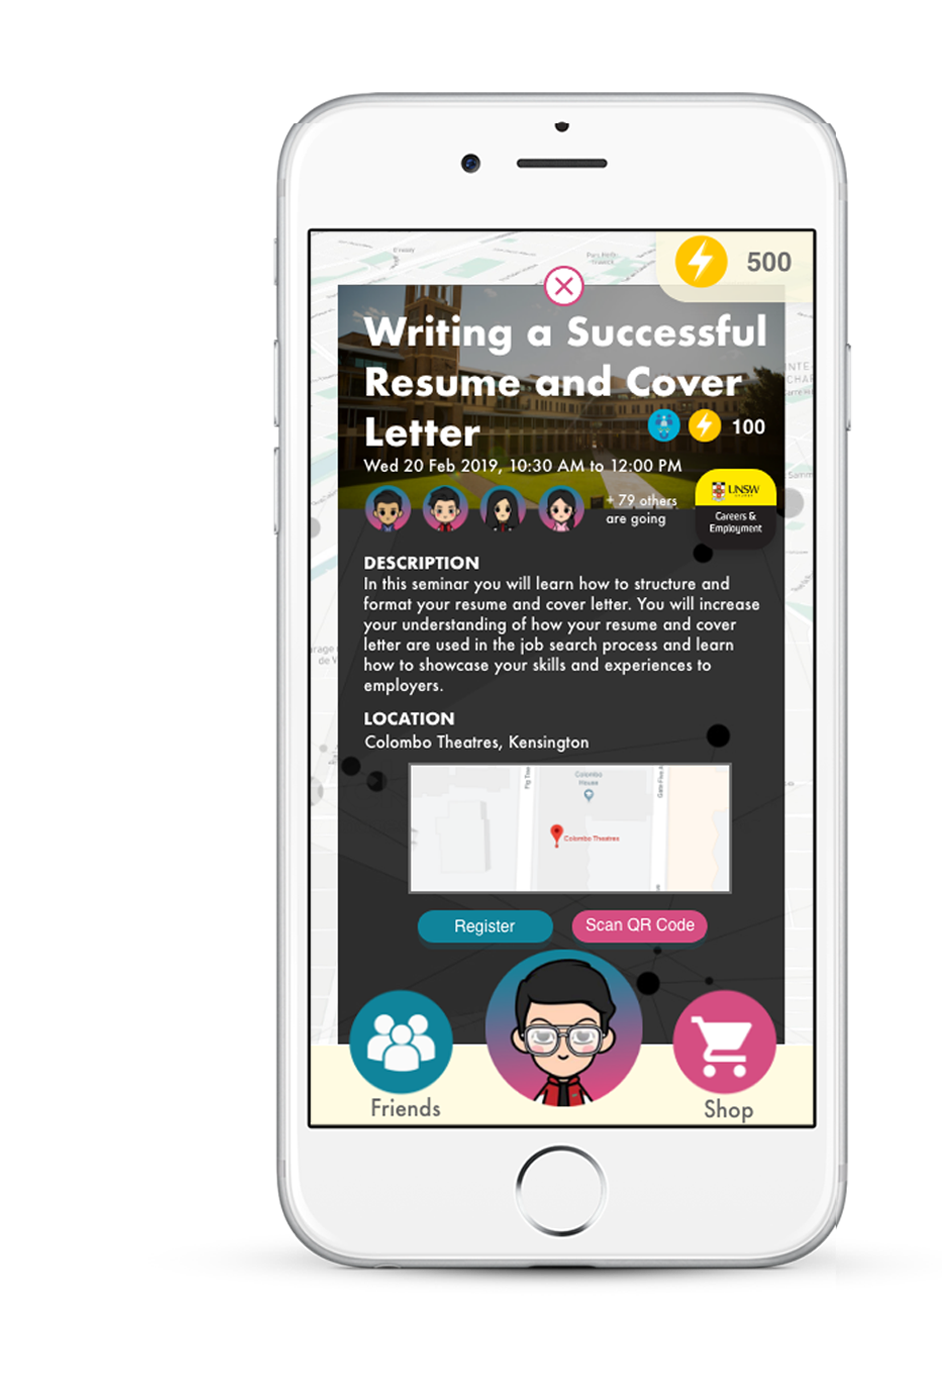 500
Writing a Successful
Resume and Cover
Letter
100
Wed 20 Feb 2019, 10:30 AM to 12:00 PM
+ 79 others
are going
UNSW
Careers &
Employment
DESCRIPTION
In this seminar you will learn how to structure and
format your resume and cover letter. You will increase
your understanding of how your resume and cover
letter are used in the job search process and learn
how to showcase your skills and experiences to
employers.
LOCATION
Colombo Theatres, Kensington
Colombo
House
Colombo Theatres
Register
Scan QR Code
Friends
Shop